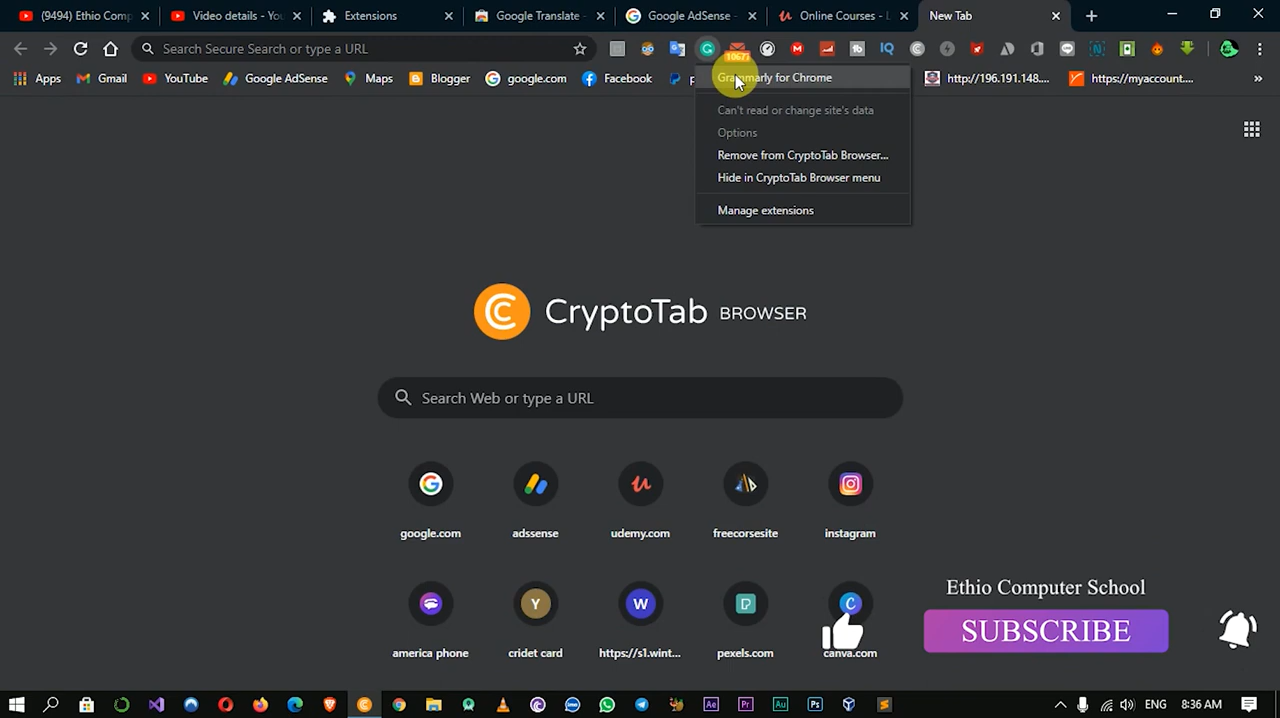 (9494) Ethio Comp
Video details - You
Extensions
Google Translate -
Google AdSense -
Online Courses - L
New Tab
Search Secure Search or type a URL
10671
IQ
Apps
Gmail
YouTube
Google AdSense
Maps
Blogger
google.com
Facebook
http://196.191.148....
https://myaccount....
Grammarly for Chrome
Can't read or change site's data
Options
Remove from CryptoTab Browser...
Hide in CryptoTab Browser menu
Manage extensions
CryptoTab BROWSER
Search Web or type a URL
google.com
adssense
udemy.com
freecorsesite
instagram
america phone
cridet card
https://s1.wint...
pexels.com
canva.com
Ethio Computer School
SUBSCRIBE
ENG
8:36 AM